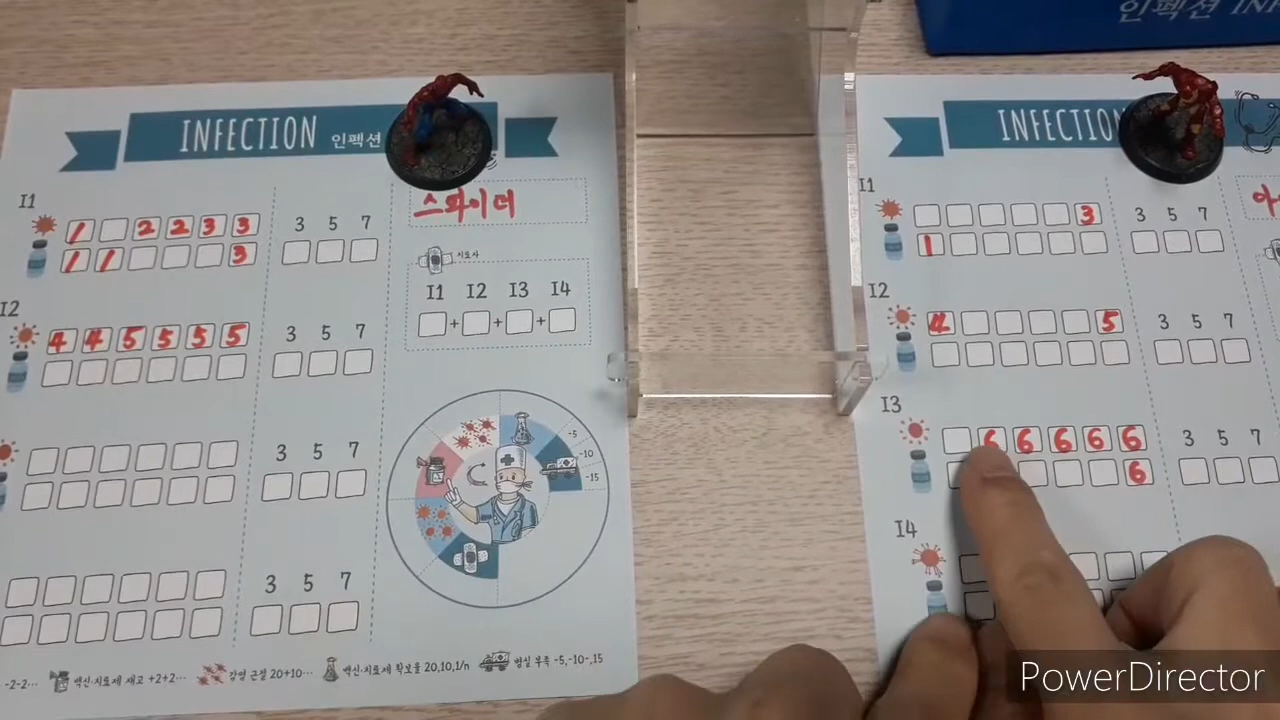 인펙션 INF
INFECTION 인펙션
스파이더
I1
1 2 2 3 3
1 1 3
3 5 7
치료사
I1 I2 I3 I4
+ + +
I2
4 4 5 5 5 5
3 5 7
3 5 7
3 5 7
-5
-10
-15
-2-2... 백신·치료제 재고 +2+2... 감염 근절 20+10... 백신·치료제 확보율 20,10,1/n 병실 부족 -5,-10-,15
INFECTION
아
I1
3
1
3 5 7
I2
4 5
3 5 7
I3
6 6 6 6 6
6
3 5 7
I4
PowerDirector